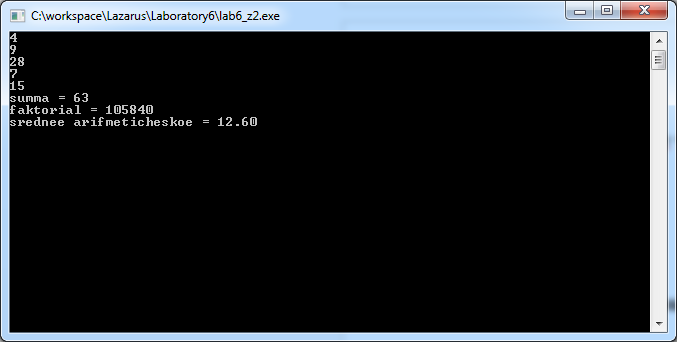 C:\workspace\Lazarus\Laboratory6\lab6_z2.exe
4
9
28
7
15
summa = 63
faktorial = 105840
srednee arifmeticheskoe = 12.60